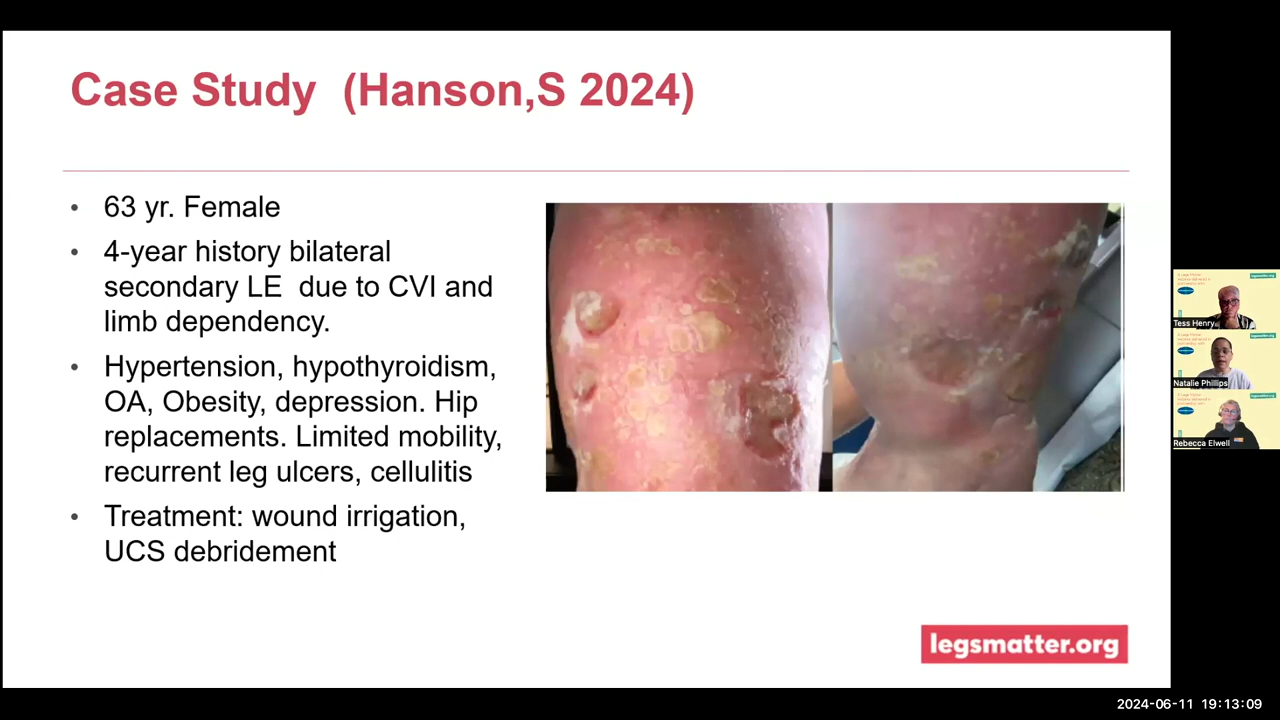 Case Study (Hanson,S 2024)
• 63 yr. Female
• 4-year history bilateral
secondary LE due to CVI and
limb dependency.
• Hypertension, hypothyroidism,
OA, Obesity, depression. Hip
replacements. Limited mobility,
recurrent leg ulcers, cellulitis
• Treatment: wound irrigation,
UCS debridement
legsmatter.org
Tess Henry
Natalie Phillips
Rebecca Elwell
2024-06-11 19:13:09